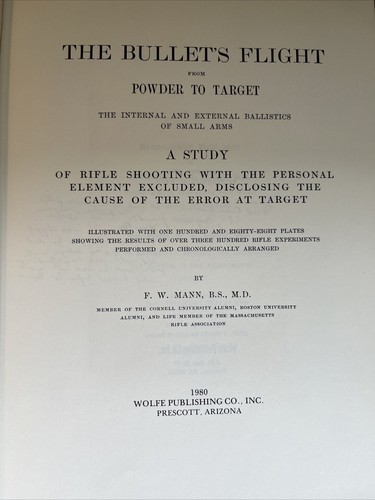 THE BULLET'S FLIGHT
FROM
POWDER TO TARGET
THE INTERNAL AND EXTERNAL BALLISTICS
OF SMALL ARMS
A STUDY
OF RIFLE SHOOTING WITH THE PERSONAL
ELEMENT EXCLUDED, DISCLOSING THE
CAUSE OF THE ERROR AT TARGET
ILLUSTRATED WITH ONE HUNDRED AND EIGHTY-EIGHT PLATES
SHOWING THE RESULTS OF OVER THREE HUNDRED RIFLE EXPERIMENTS
PERFORMED AND CHRONOLOGICALLY ARRANGED
BY
F. W. MANN, B.S., M.D.
MEMBER OF THE CORNELL UNIVERSITY ALUMNI, BOSTON UNIVERSITY
ALUMNI, AND LIFE MEMBER OF THE MASSACHUSETTS
RIFLE ASSOCIATION
1980
WOLFE PUBLISHING CO., INC.
PRESCOTT, ARIZONA